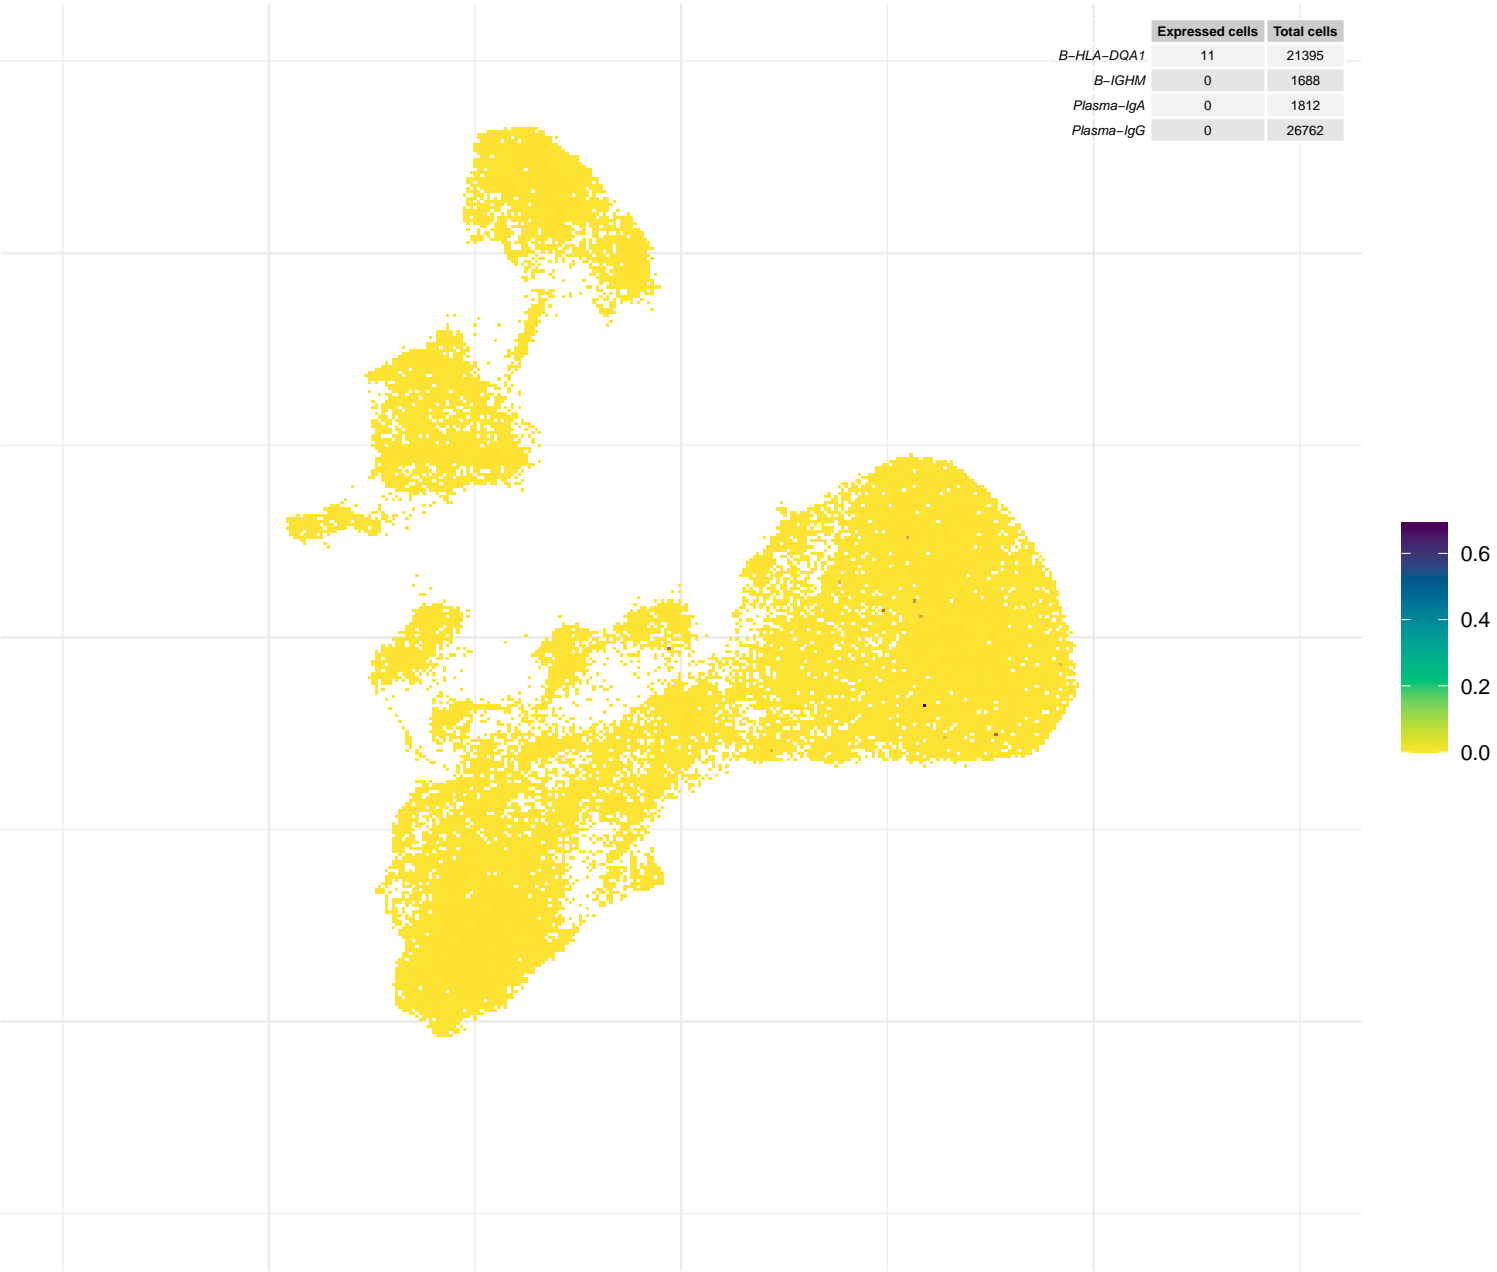 Expressed cells Total cells
B−HLA−DQA1 11 21395
B−IGHM 0 1688
Plasma−IgA 0 1812
Plasma−IgG 0 26762
0.6
0.4
0.2
0.0